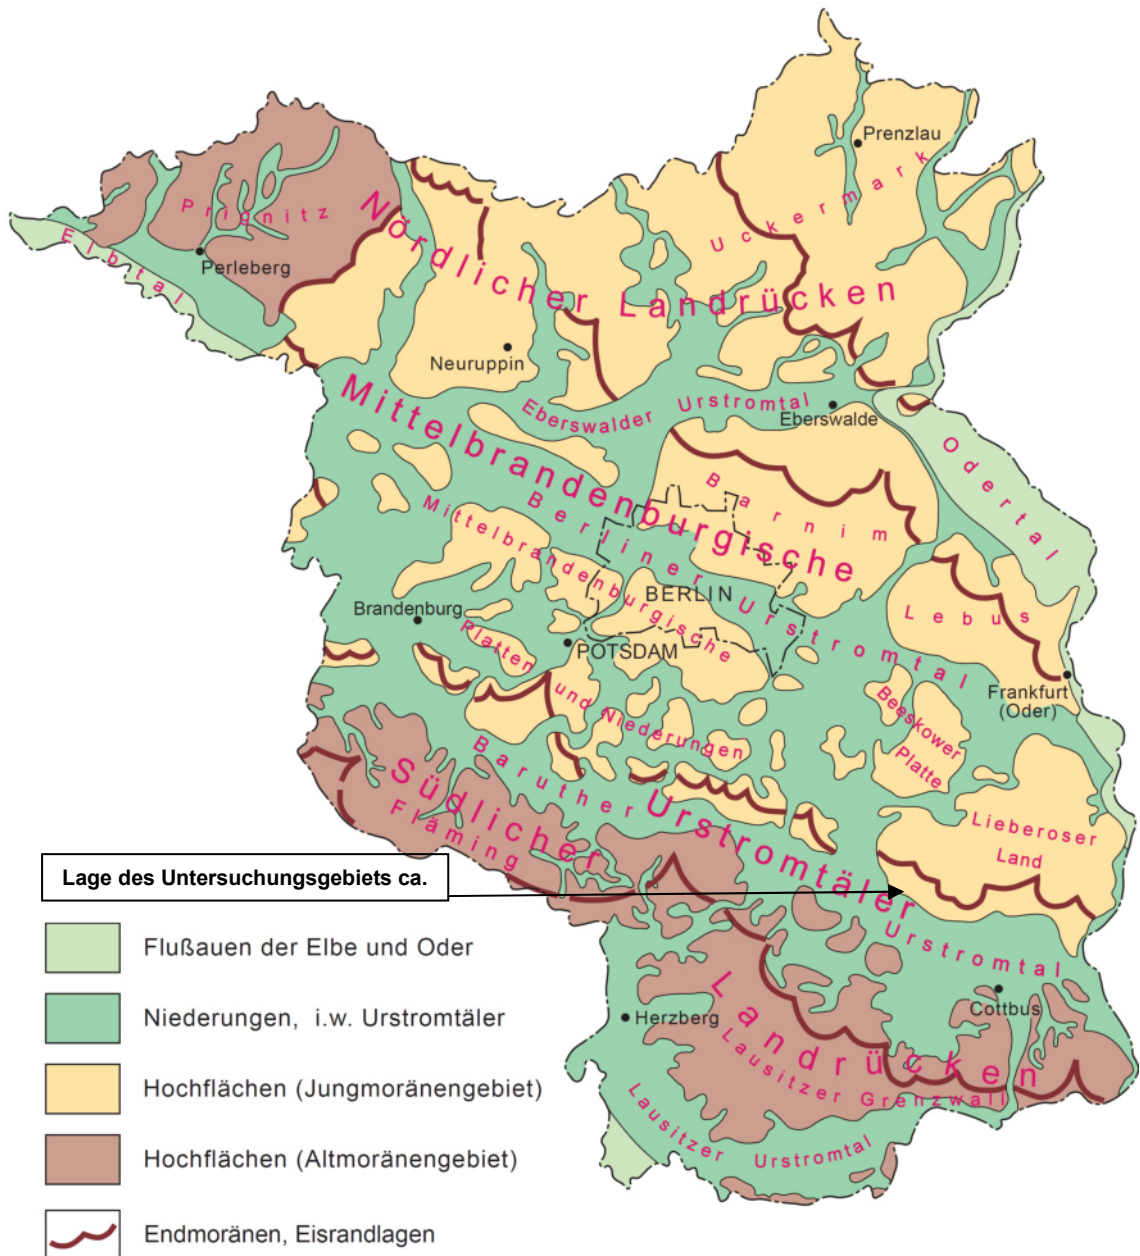 Prenzlau
Uckermark
Prignitz
Elbtal
Perleberg
Nördlicher Landrücken
Neuruppin
Eberswalder Urstromtal
Eberswalde
Odertal
Mittelbrandenburgische
Barnim
Berliner Urstromtal
Mittelbrandenburgische
BERLIN
Lebus
Brandenburg
Platten
POTSDAM
und Niederungen
Frankfurt
(Oder)
Beeskower
Platte
Baruther
Urstromtäler
Südlicher
Fläming
Lieberoser
Land
Lage des Untersuchungsgebiets ca.
Urstromtal
Cottbus
Herzberg
Landrücken
Lausitzer Grenzwall
Lausitzer Urstromtal
Flußauen der Elbe und Oder
Niederungen, i.w. Urstromtäler
Hochflächen (Jungmoränengebiet)
Hochflächen (Altmoränengebiet)
Endmoränen, Eisrandlagen